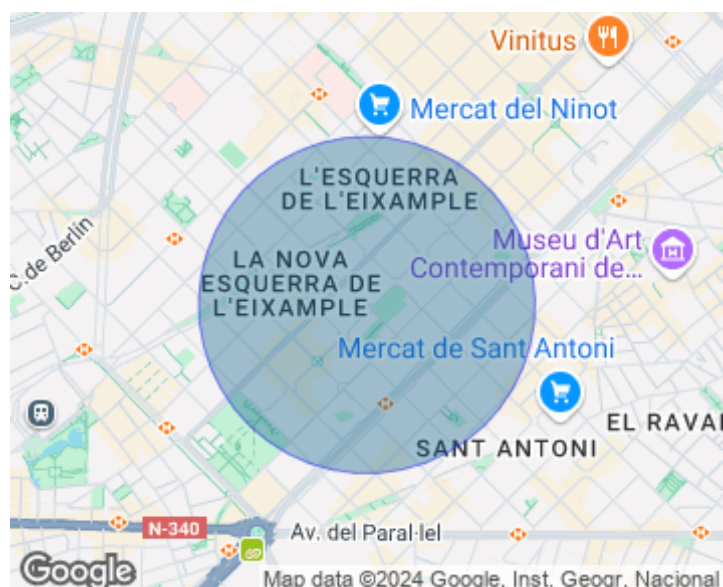 Vinitus
Mercat del Ninot
L'ESQUERRA
DE L'EIXAMPLE
Museu d'Art
Contemporani de...
LA NOVA
ESQUERRA DE
L'EIXAMPLE
C. de Berlin
Mercat de Sant Antoni
EL RAVAL
SANT ANTONI
N-340
Av. del Paral·lel
Google
Map data ©2024 Google, Inst. Geogr. Nacional